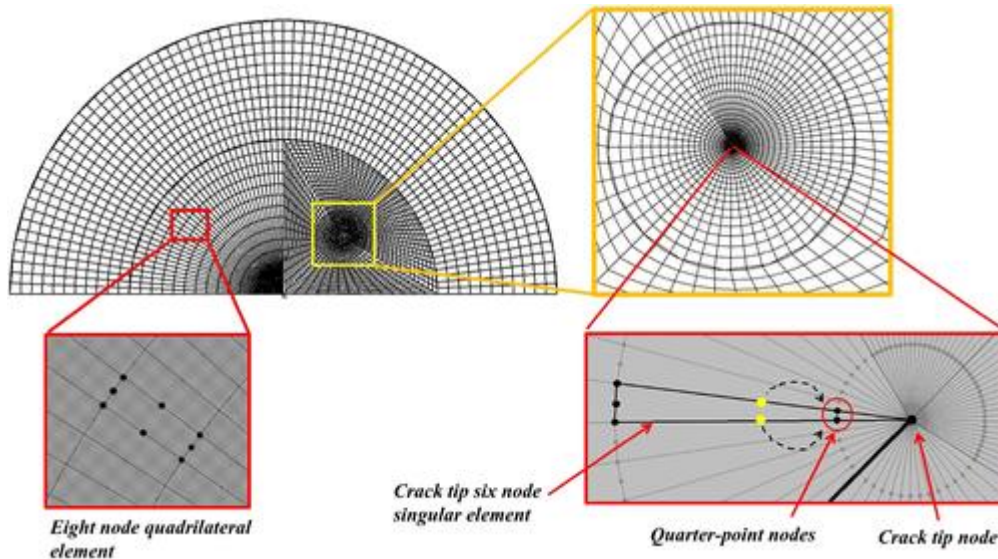 Eight node quadrilateral
element
Crack tip six node
singular element
Quarter-point nodes
Crack tip node